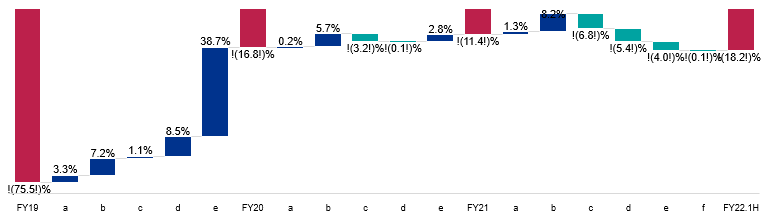 8.2%
38.7% 5.7% 2.8% 1.3%
0.2%
!(16.8!)% !(3.2!)% !(0.1!)% !(11.4!)% !(6.8!)% !(5.4!)% !(4.0!)% !(0.1!)% !(18.2!)%
8.5%
7.2% 1.1%
3.3%
!(75.5!)%
FY19 a b c d e FY20 a b c d e FY21 a b c d e f FY22.1H